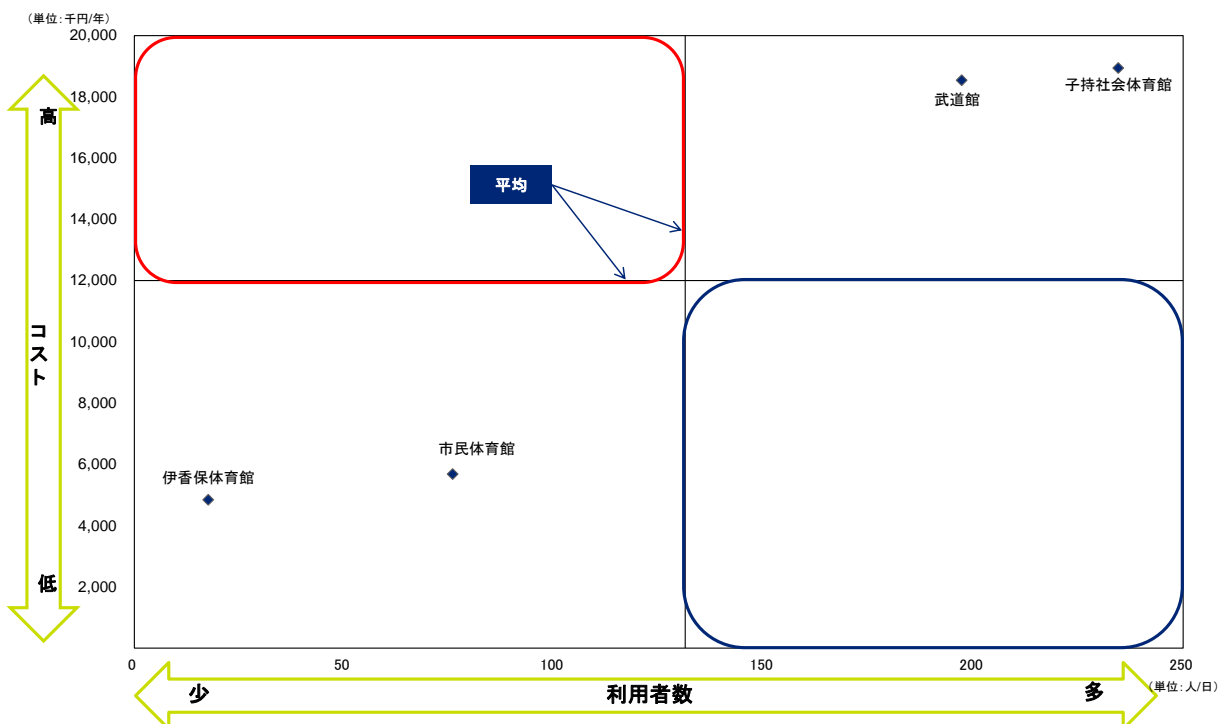 (単位:千円/年)
20,000
18,000
16,000
14,000
12,000
10,000
8,000
6,000
4,000
2,000
高
コスト
低
子持社会体育館
武道館
平均
市民体育館
伊香保体育館
0
50
100
150
200
250
(単位:人/日)
少
利用者数
多